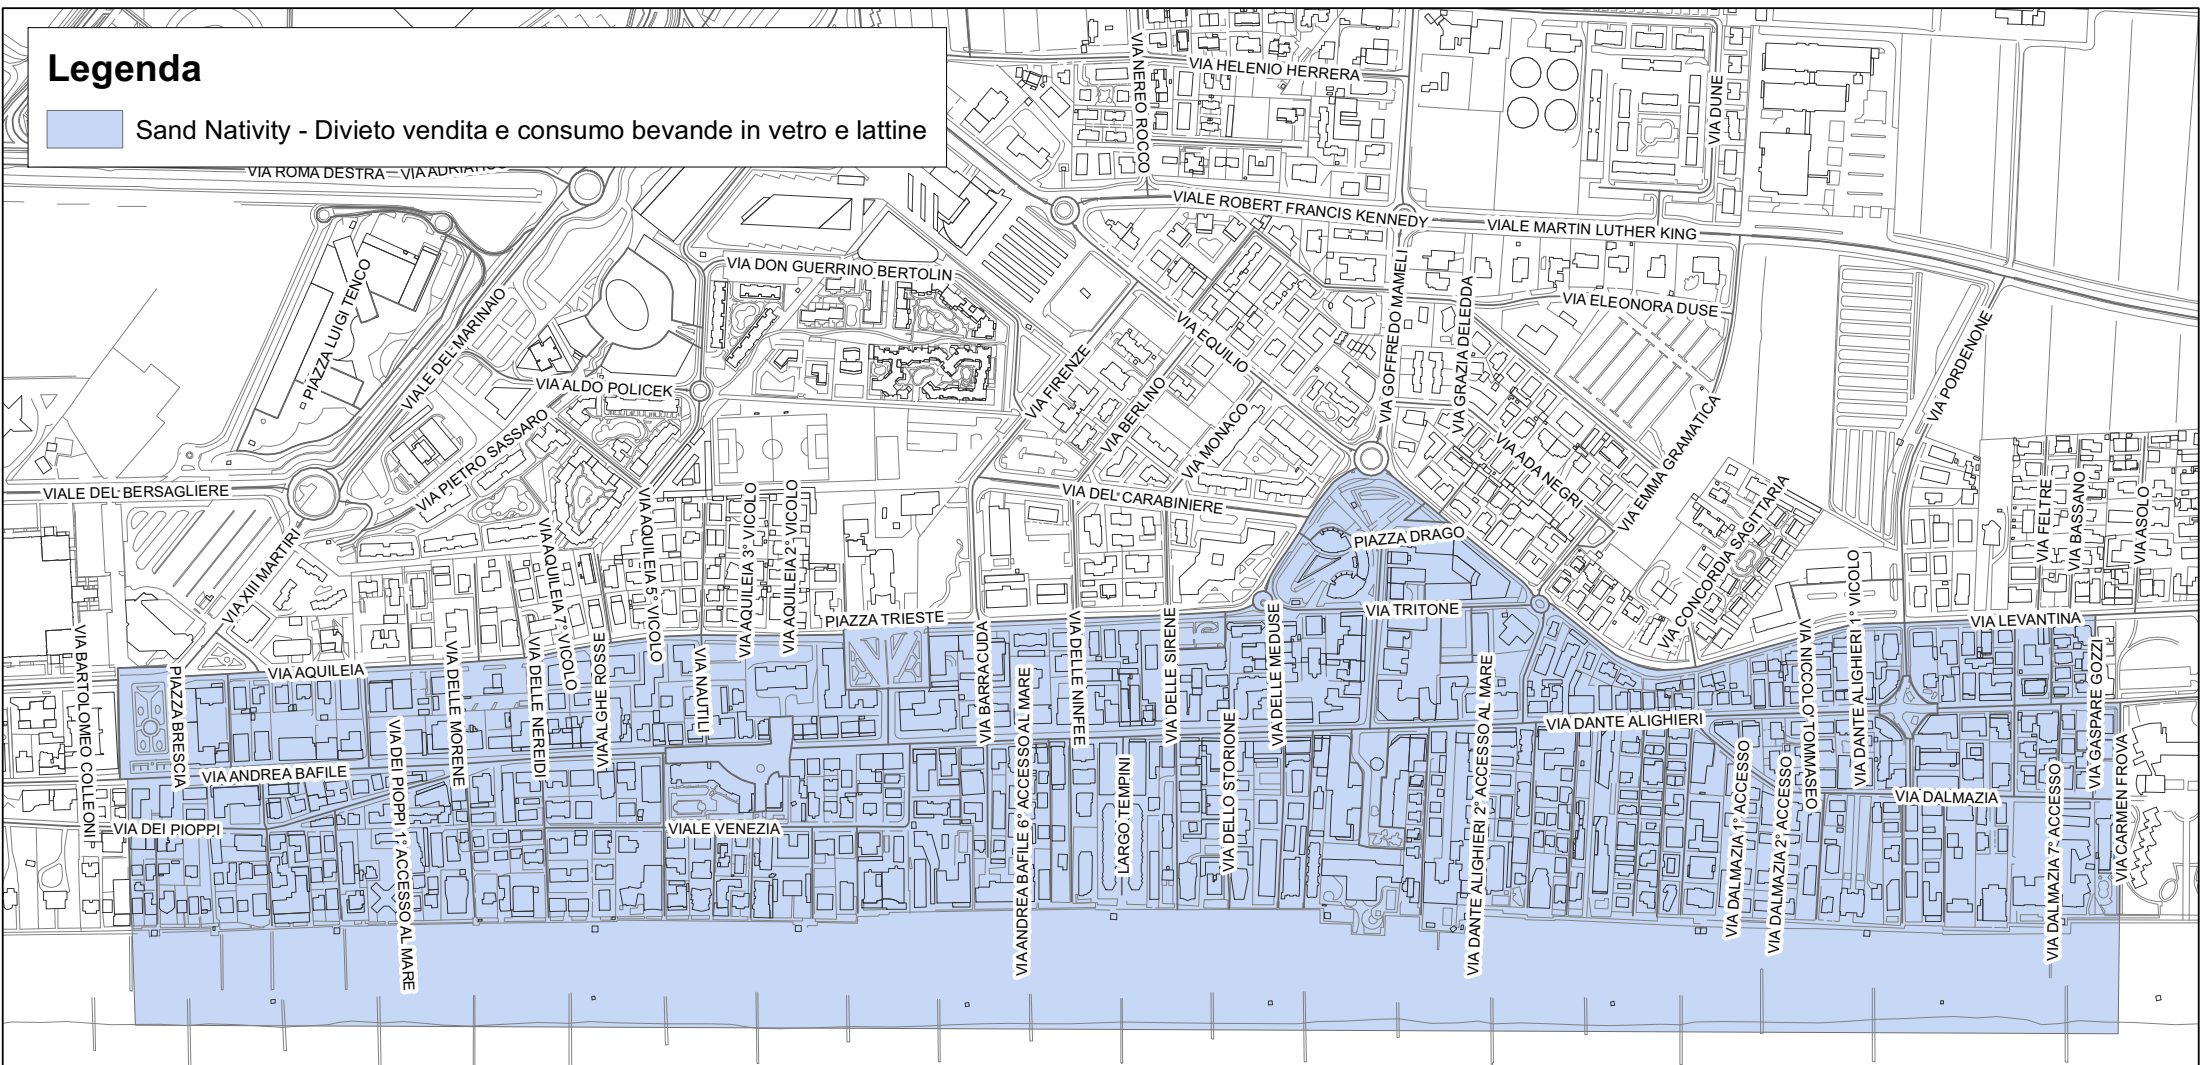 Legenda
Sand Nativity - Divieto vendita e consumo bevande in vetro e lattine
VIA ROMA DESTRA
VIA NEREO ROCCO
VIA HELENIO HERRERA
VIA DUNE
VIALE ROBERT FRANCIS KENNEDY
VIALE MARTIN LUTHER KING
PIAZZA LUIGI TENCO
VIALE DEL MARINAIO
VIA DON GUERRINO BERTOLIN
VIA EQUILIO
VIA GOFFREDO MAMELI
VIA GRAZIA DELEDDA
VIA ELEONORA DUSE
VIA PORDENONE
VIA ALDO POLICEK
VIA FIRENZE
VIA BERLINO
VIA MONACO
VIA PIETRO SASSARO
VIALE DEL BERSAGLIERE
VIA DEL CARABINIERE
VIA ADA NEGRI
VIA EMMA GRAMATICA
VIA CONCORDIA SAGITTARIA
VIA FELTRE
VIA BASSANO
VIA ASOLO
VIA XIII MARTIRI
VIA AQUILEIA 7° VICOLO
VIA AQUILEIA 5° VICOLO
VIA AQUILEIA 3° VICOLO
VIA AQUILEIA 2° VICOLO
PIAZZA DRAGO
PIAZZA TRIESTE
VIA TRITONE
VIA LEVANTINA
VIA BARTOLOMEO COLLEONI
PIAZZA BRESCIA
VIA AQUILEIA
VIA DELLE MORENE
VIA DELLE NEREIDI
VIA ALGHE ROSSE
VIA NAUTILI
VIA BARRACUDA
VIA DELLE NINFEE
VIA DELLE SIRENE
VIA DELLE MEDUSE
VIA DANTE ALIGHIERI
VIA NICCOLO' TOMMASEO
VIA DANTE ALIGHIERI 1° VICOLO
VIA GASPARE GOZZI
VIA ANDREA BAFILE
VIA DEI PIOPPI 1° ACCESSO AL MARE
VIA ANDREA BAFILE 6° ACCESSO AL MARE
LARGO TEMPINI
VIA DELLO STORIONE
VIA DANTE ALIGHIERI 2° ACCESSO AL MARE
VIA DALMAZIA 1° ACCESSO
VIA DALMAZIA 2° ACCESSO
VIA DALMAZIA
VIA DALMAZIA 7° ACCESSO
VIA CARMEN FROVA
VIA DEI PIOPPI
VIALE VENEZIA